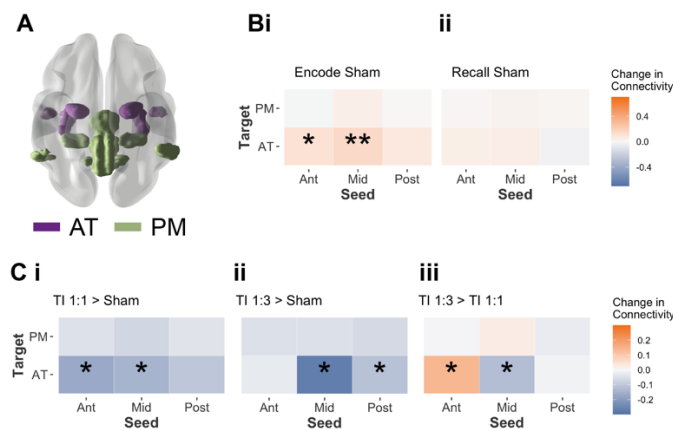 A
AT PM
Bi
Encode Sham
Target
PM
AT
* **
Ant Mid Post
Seed
ii
Recall Sham
Ant Mid Post
Seed
Change in
Connectivity
0.4
0.0
-0.4
C i
TI 1:1 > Sham
Target
PM
AT
* *
Ant Mid Post
Seed
ii
TI 1:3 > Sham
* *
Ant Mid Post
Seed
iii
TI 1:3 > TI 1:1
* *
Ant Mid Post
Seed
Change in
Connectivity
0.2
0.1
0.0
-0.1
-0.2